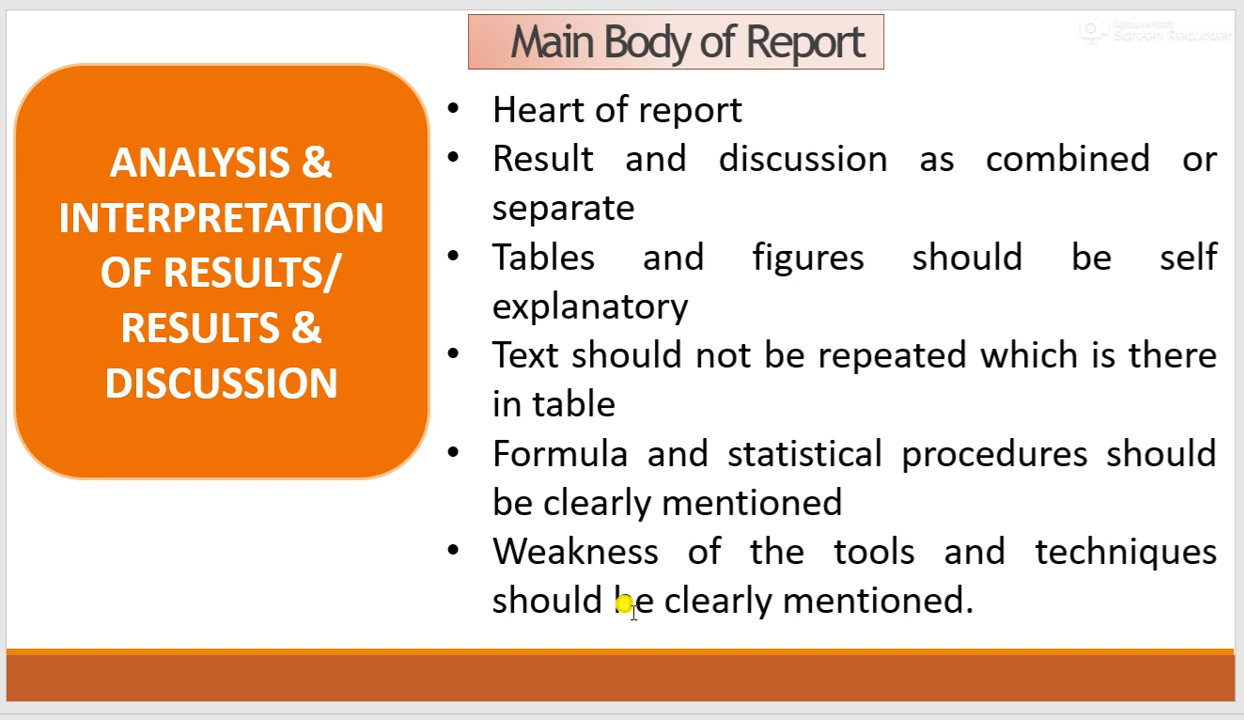 Main Body of Report
Screen Recorder
ANALYSIS &
INTERPRETATION
OF RESULTS/
RESULTS &
DISCUSSION
• Heart of report
• Result and discussion as combined or
separate
• Tables and figures should be self
explanatory
• Text should not be repeated which is there
in table
• Formula and statistical procedures should
be clearly mentioned
• Weakness of the tools and techniques
should be clearly mentioned.